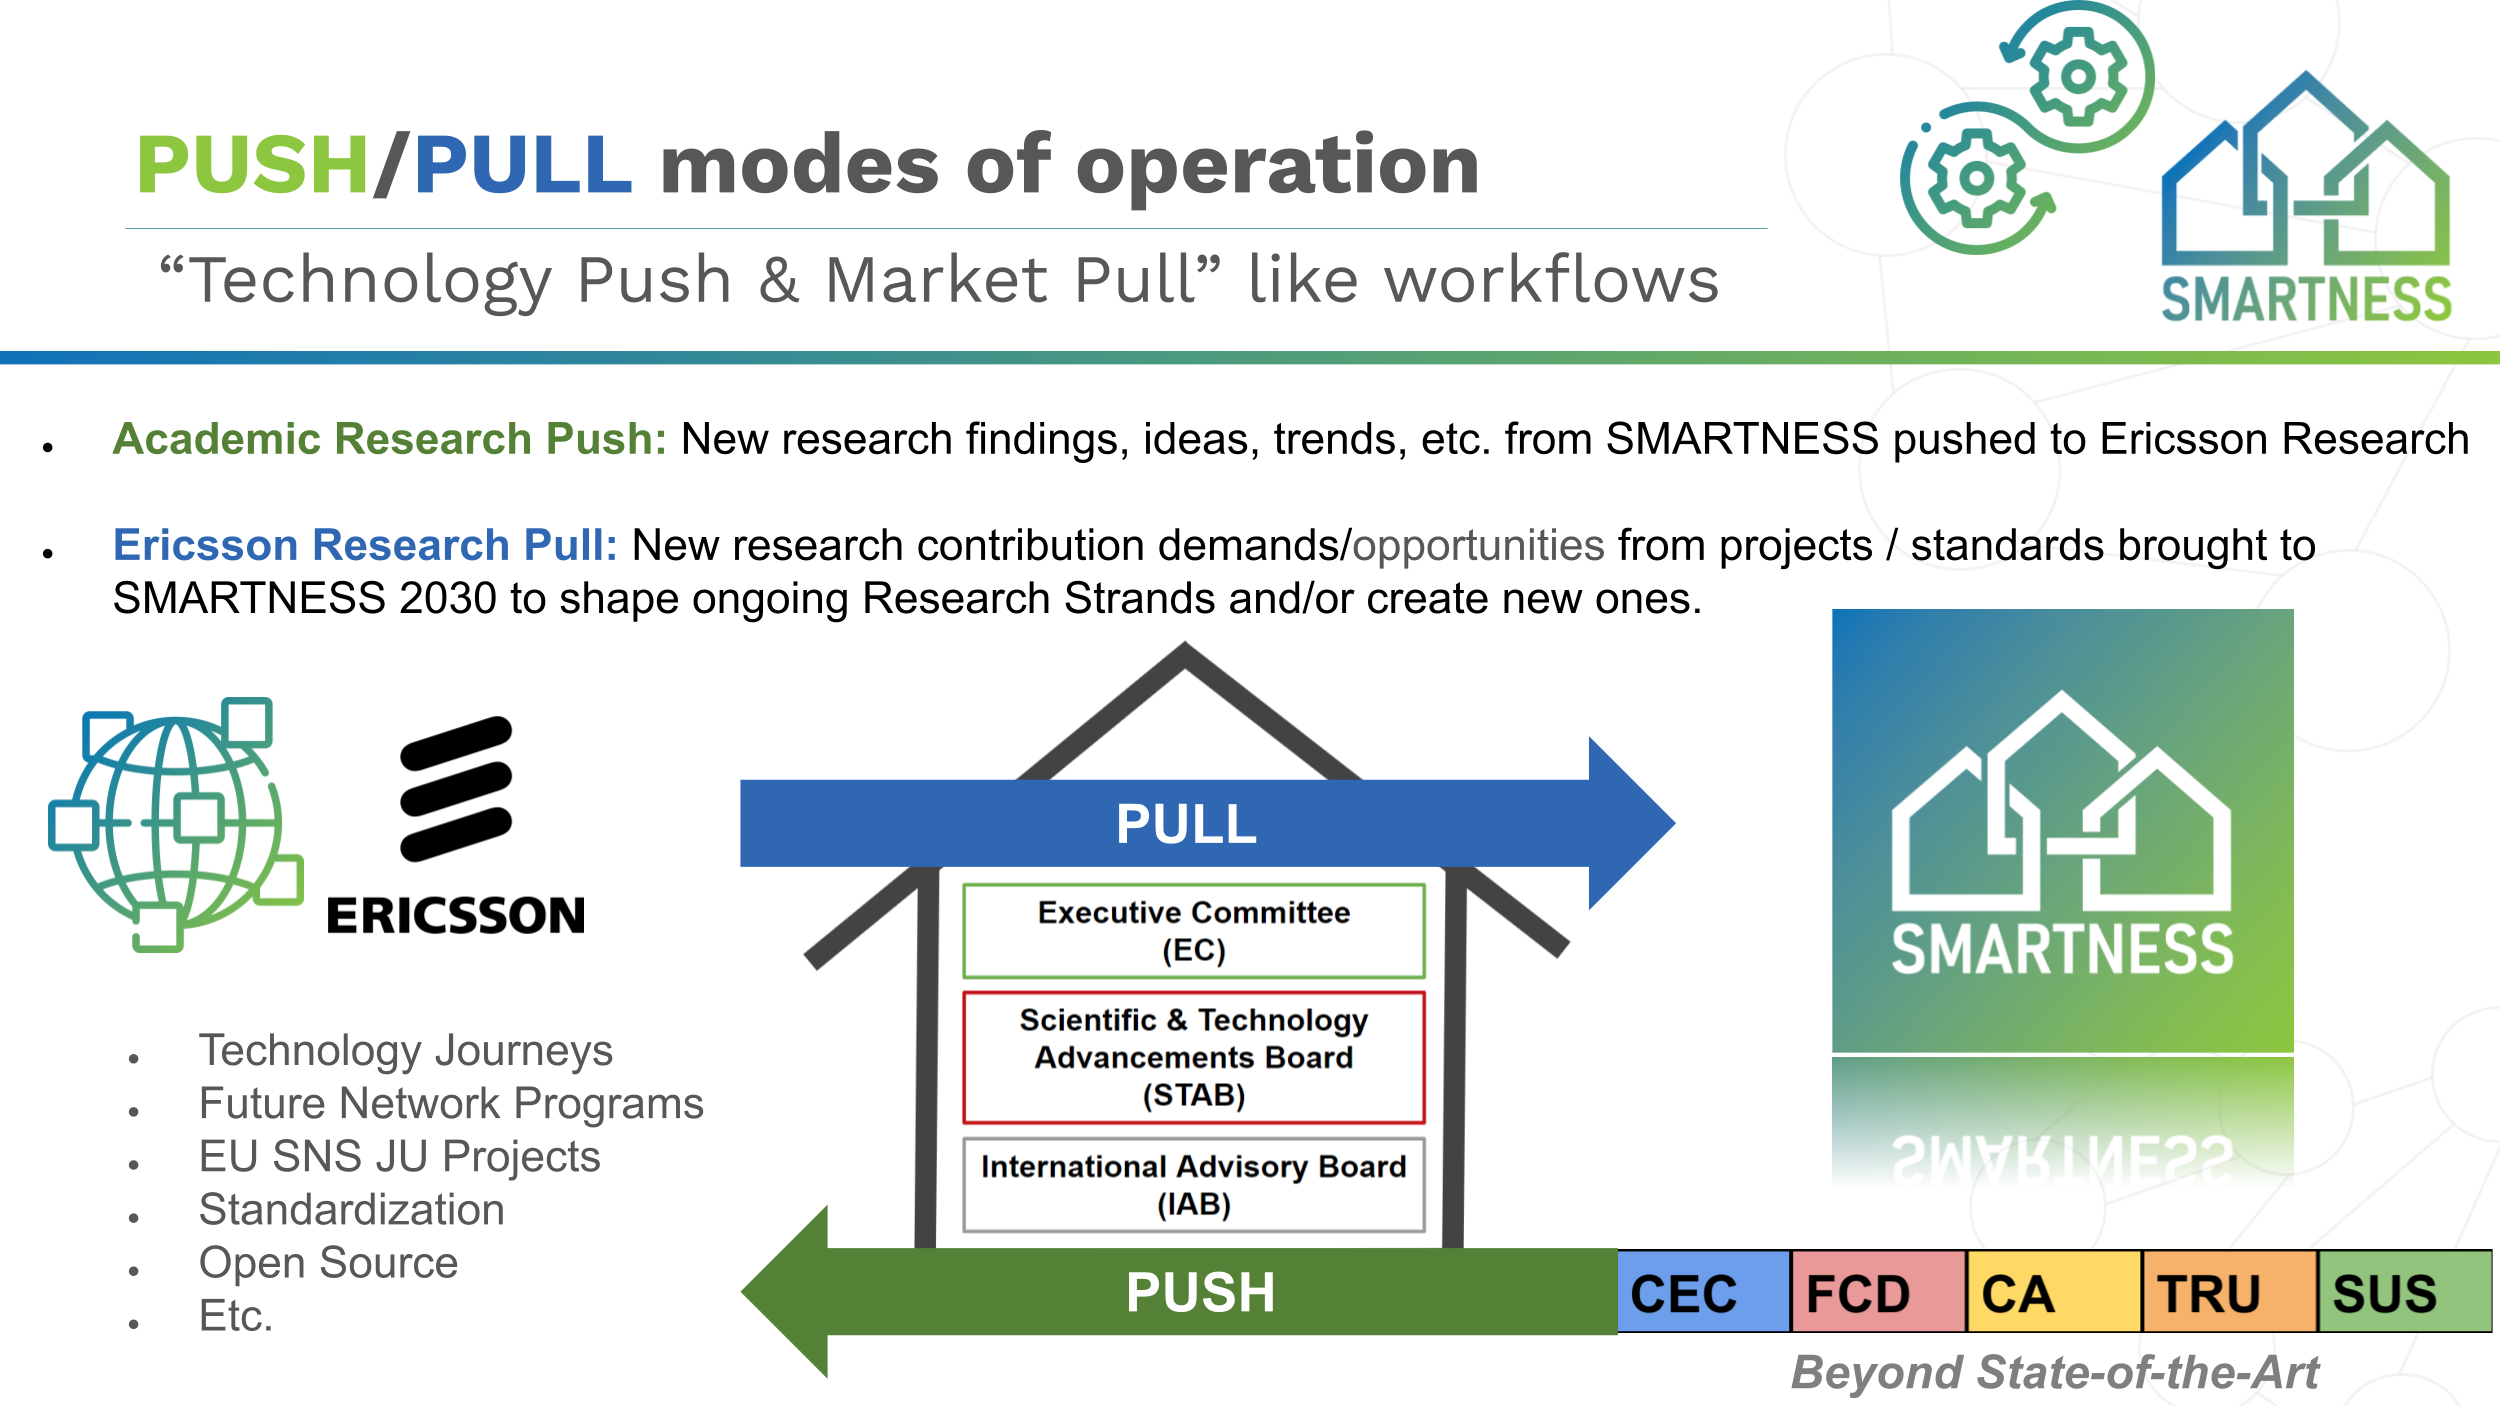 PUSH/PULL modes of operation
“Technology Push & Market Pull” like workflows
SMARTNESS
• Academic Research Push: New research findings, ideas, trends, etc. from SMARTNESS pushed to Ericsson Research
• Ericsson Research Pull: New research contribution demands/opportunities from projects / standards brought to
SMARTNESS 2030 to shape ongoing Research Strands and/or create new ones.
ERICSSON
• Technology Journeys
• Future Network Programs
• EU SNS JU Projects
• Standardization
• Open Source
• Etc.
PULL
Executive Committee
(EC)
Scientific & Technology
Advancements Board
(STAB)
International Advisory Board
(IAB)
PUSH
SMARTNESS
SMARTNESS
CEC FCD CA TRU SUS
Beyond State-of-the-Art